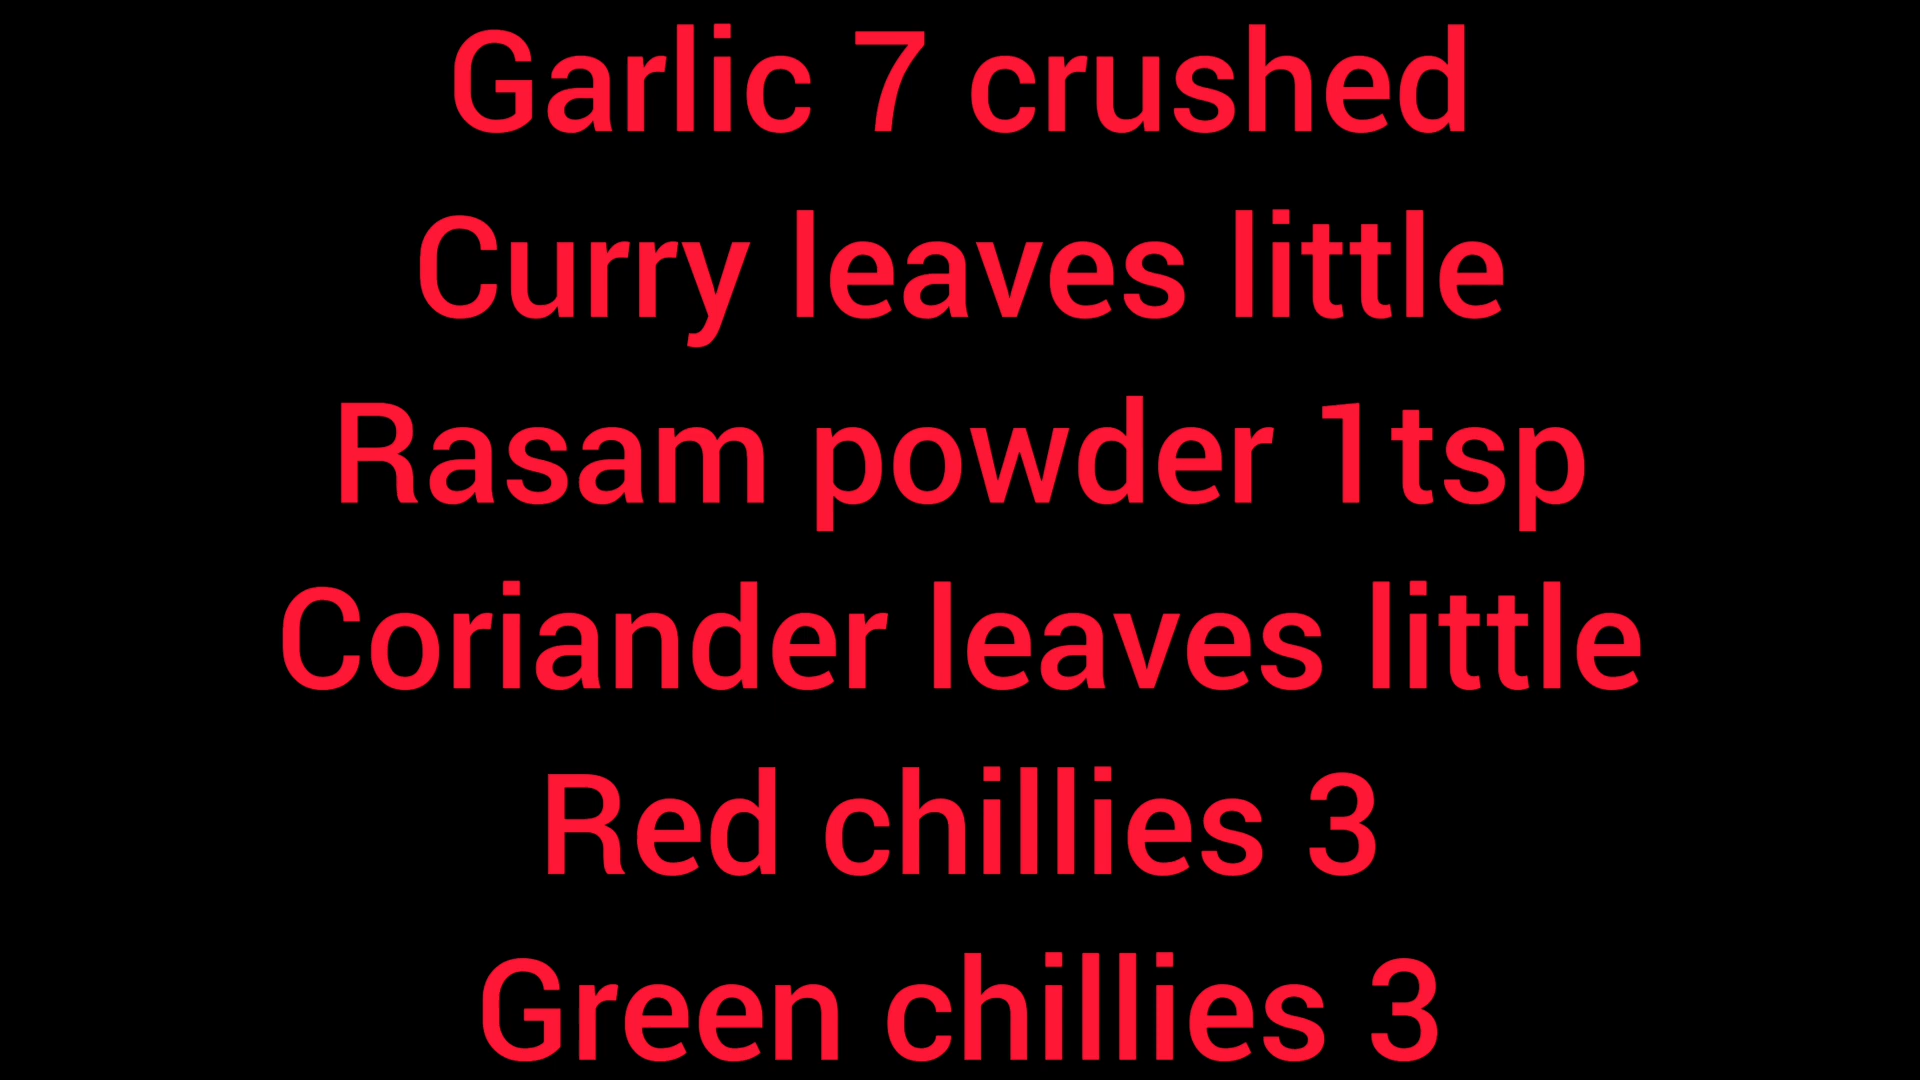 Garlic 7 crushed
Curry leaves little
Rasam powder 1tsp
Coriander leaves little
Red chillies 3
Green chillies 3